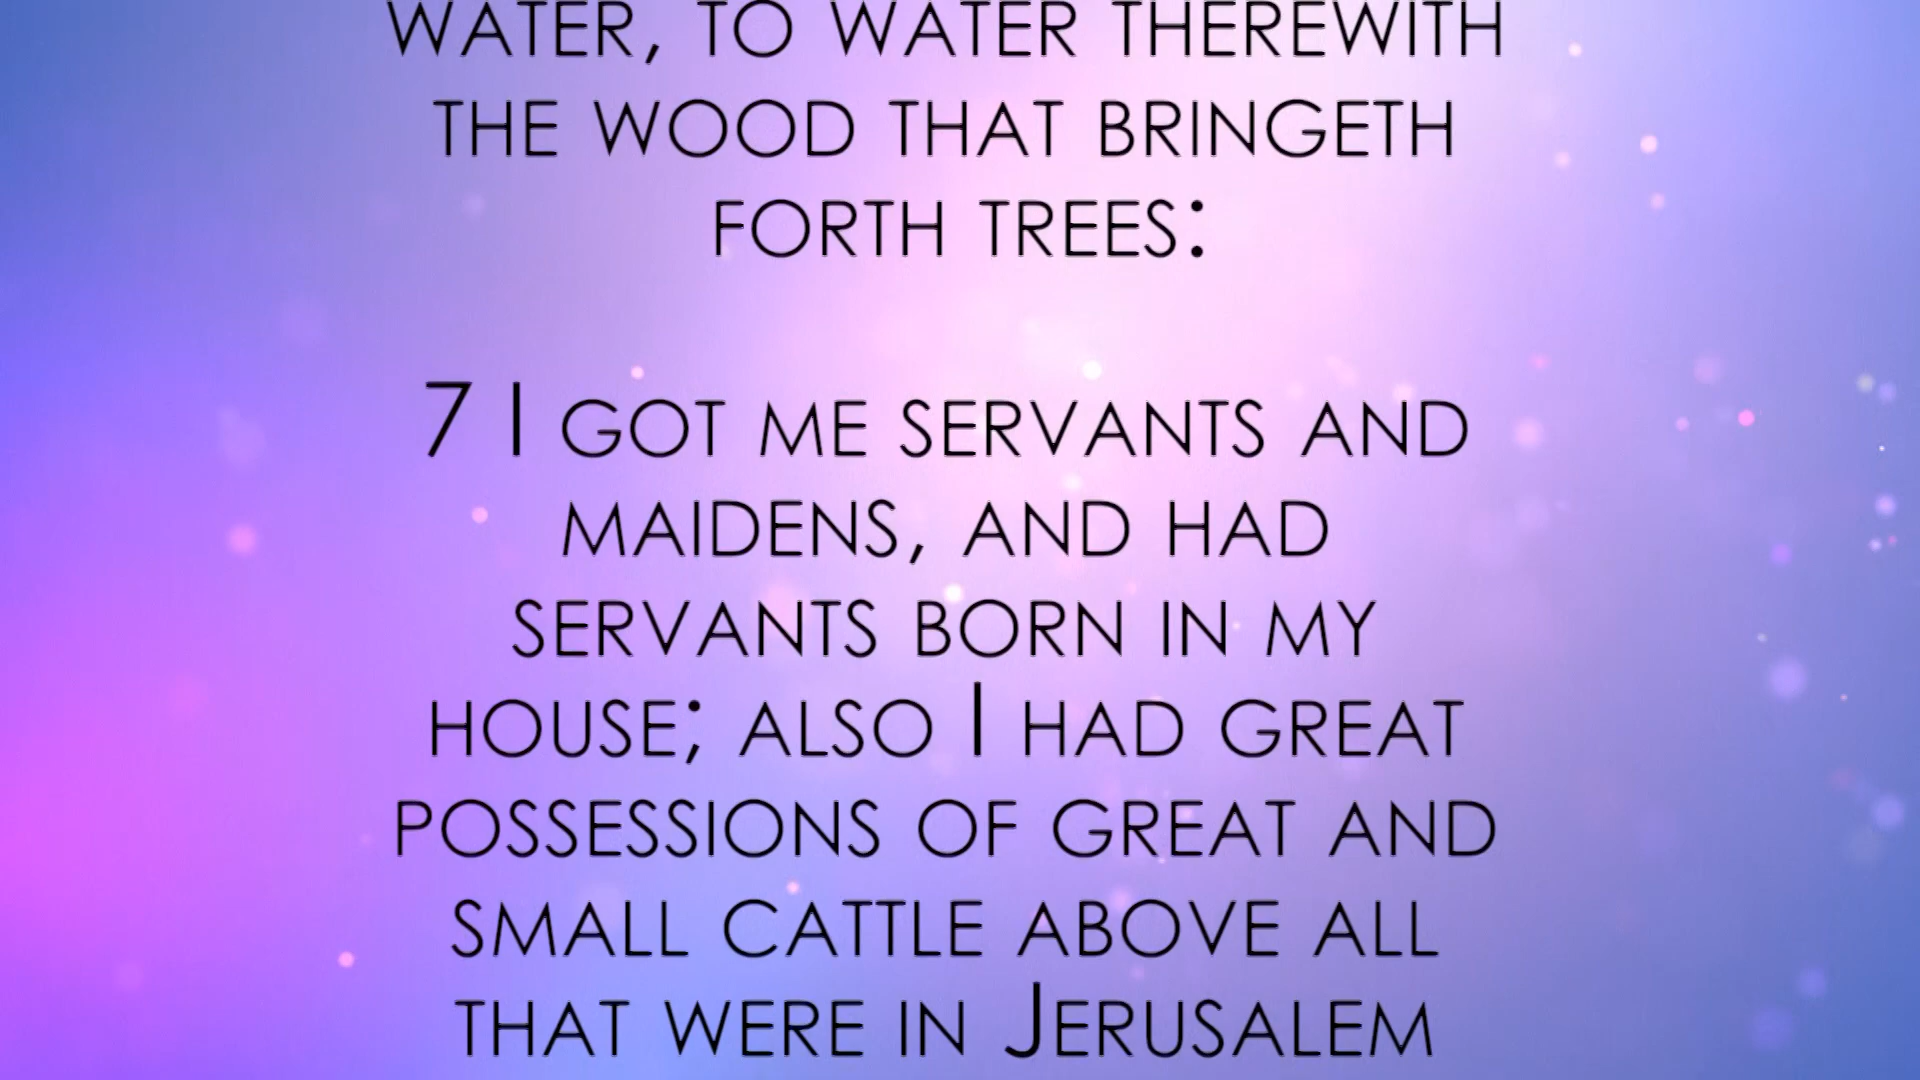 WATER, TO WATER THEREWITH
THE WOOD THAT BRINGETH
FORTH TREES:
7 I GOT ME SERVANTS AND
MAIDENS, AND HAD
SERVANTS BORN IN MY
HOUSE; ALSO I HAD GREAT
POSSESSIONS OF GREAT AND
SMALL CATTLE ABOVE ALL
THAT WERE IN JERUSALEM